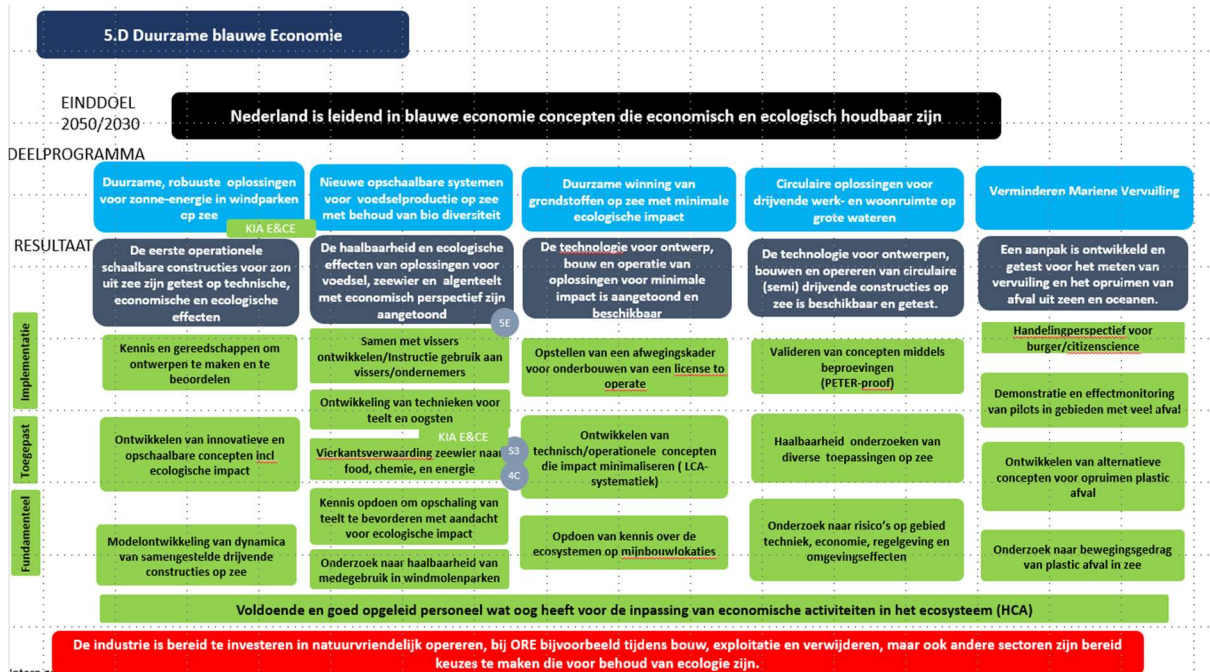 5.D Duurzame blauwe Economie
EINDDOEL
2050/2030
Nederland is leidend in blauwe economie concepten die economisch en ecologisch houdbaar zijn
DEELPROGRAMMA
Duurzame, robuuste oplossingen
voor zonne-energie in windparken
op zee
KIA E&CE
Nieuwe opschaalbare systemen
voor voedselproductie op zee
met behoud van bio diversiteit
Duurzame winning van
grondstoffen op zee met minimale
ecologische impact
Circulaire oplossingen voor
drijvende werk- en woonruimte op
grote wateren
Verminderen Mariene Vervuiling
RESULTAAT
De eerste operationele
schaalbare constructies voor zon
uit zee zijn getest op technische,
economische en ecologische
effecten
De haalbaarheid en ecologische
effecten van oplossingen voor
voedsel, zeewier en algenteelt
met economisch perspectief zijn
aangetoond
5E
De technologie voor ontwerp,
bouw en operatie van
oplossingen voor minimale
impact is aangetoond en
beschikbaar
De technologie voor ontwerpen,
bouwen en opereren van circulaire
(semi) drijvende constructies op
zee is beschikbaar en getest.
Een aanpak is ontwikkeld en
getest voor het meten van
vervuiling en het opruimen van
afval uit zeen en oceanen.
Implementatie
Kennis en gereedschappen om
ontwerpen te maken en te
beoordelen
Samen met vissers
ontwikkelen/Instructie gebruik aan
vissers/ondernemers
Ontwikkeling van technieken voor
teelt en oogsten
Opstellen van een afwegingskader
voor onderbouwen van een license to
operate
Valideren van concepten middels
beproevingen
(PETER-proof)
Handelingperspectief voor
burger/citizenscience
Demonstratie en effectmonitoring
van pilots in gebieden met veel afval
Toegepast
Ontwikkelen van innovatieve en
opschaalbare concepten incl
ecologische impact
KIA E&CE
Vierkantsverwaarding zeewier naar
food, chemie, en energie
S3
4C
Ontwikkelen van
technisch/operationele concepten
die impact minimaliseren ( LCA-
systematiek)
Haalbaarheid onderzoeken van
diverse toepassingen op zee
Ontwikkelen van alternatieve
concepten voor opruimen plastic
afval
Fundamenteel
Modelontwikkeling van dynamica
van samengestelde drijvende
constructies op zee
Kennis opdoen om opschaling van
teelt te bevorderen met aandacht
voor ecologische impact
Onderzoek naar haalbaarheid van
medegebruik in windmolenparken
Opdoen van kennis over de
ecosystemen op mijnbouwlokaties
Onderzoek naar risico's op gebied
techniek, economie, regelgeving en
omgevingseffecten
Onderzoek naar bewegingsgedrag
van plastic afval in zee
Voldoende en goed opgeleid personeel wat oog heeft voor de inpassing van economische activiteiten in het ecosysteem (HCA)
De industrie is bereid te investeren in natuurvriendelijk opereren, bij ORE bijvoorbeeld tijdens bouw, exploitatie en verwijderen, maar ook andere sectoren zijn bereid
keuzes te maken die voor behoud van ecologie zijn.